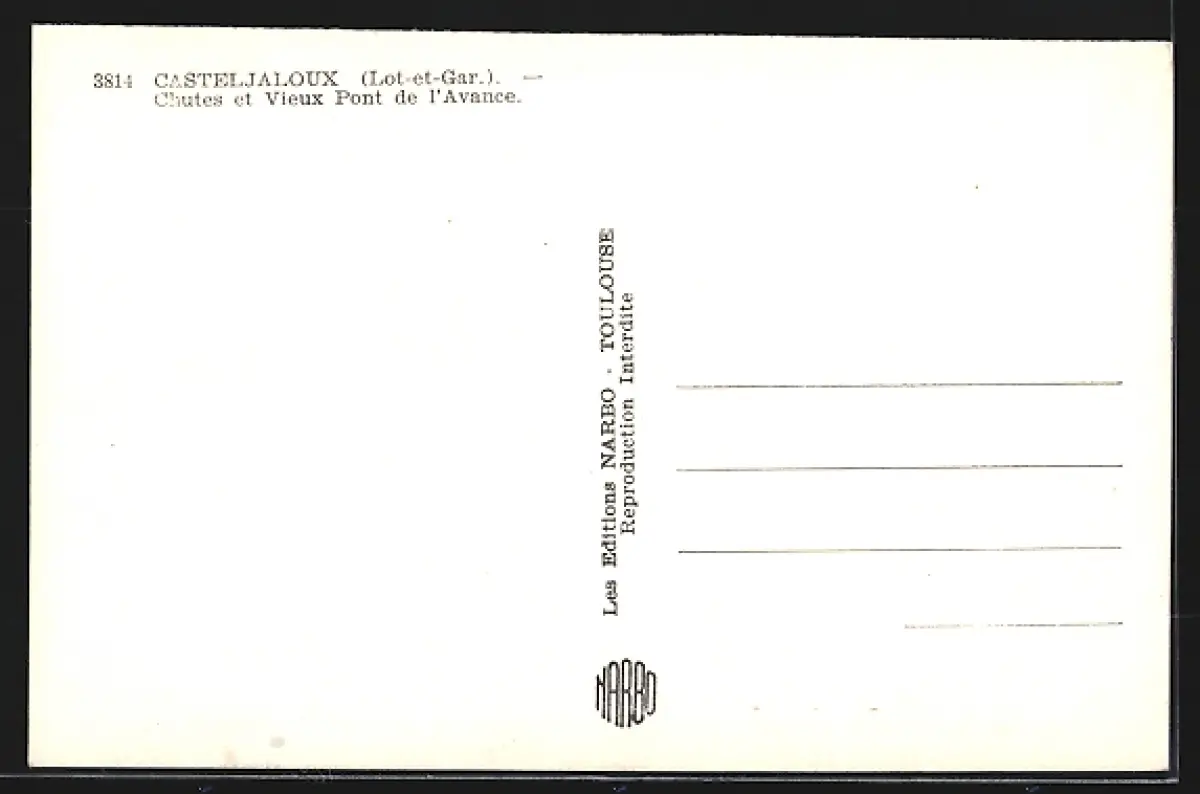 3814 CASTELJALOUX (Lot-et-Gar.). —
Chutes et Vieux Pont de l'Avance.
Les Editions NARBO - TOULOUSE
Reproduction Interdite
NARBO